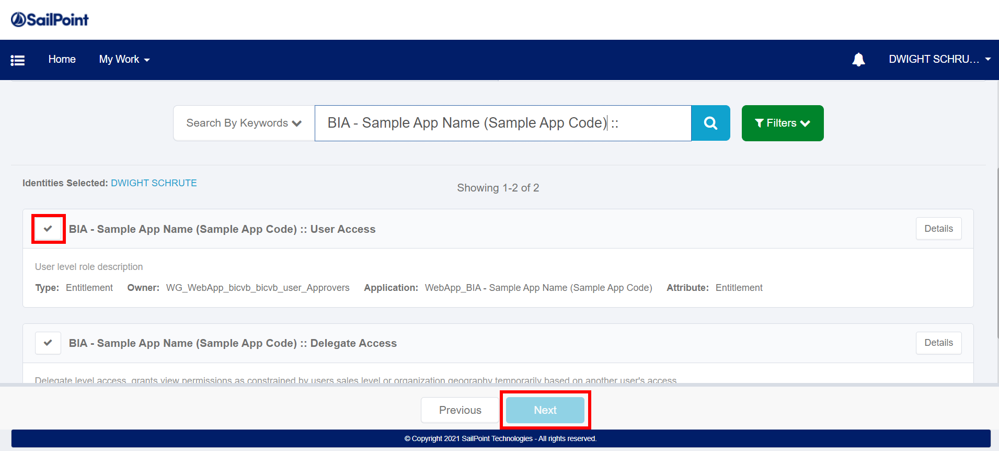 SailPoint
Home My Work DWIGHT SCHRU...
Search By Keywords BIA - Sample App Name (Sample App Code) :: Filters
Identities Selected: DWIGHT SCHRUTE
Showing 1-2 of 2
BIA - Sample App Name (Sample App Code) :: User Access Details
User level role description
Type: Entitlement Owner: WG_WebApp_bicvb_bicvb_user_Approvers Application: WebApp_BIA - Sample App Name (Sample App Code) Attribute: Entitlement
BIA - Sample App Name (Sample App Code) :: Delegate Access Details
Delegate level access, grants view permissions as constrained by users sales level or organization geography temporarily based on another user's access
Previous Next
© Copyright 2021 SailPoint Technologies - All rights reserved.